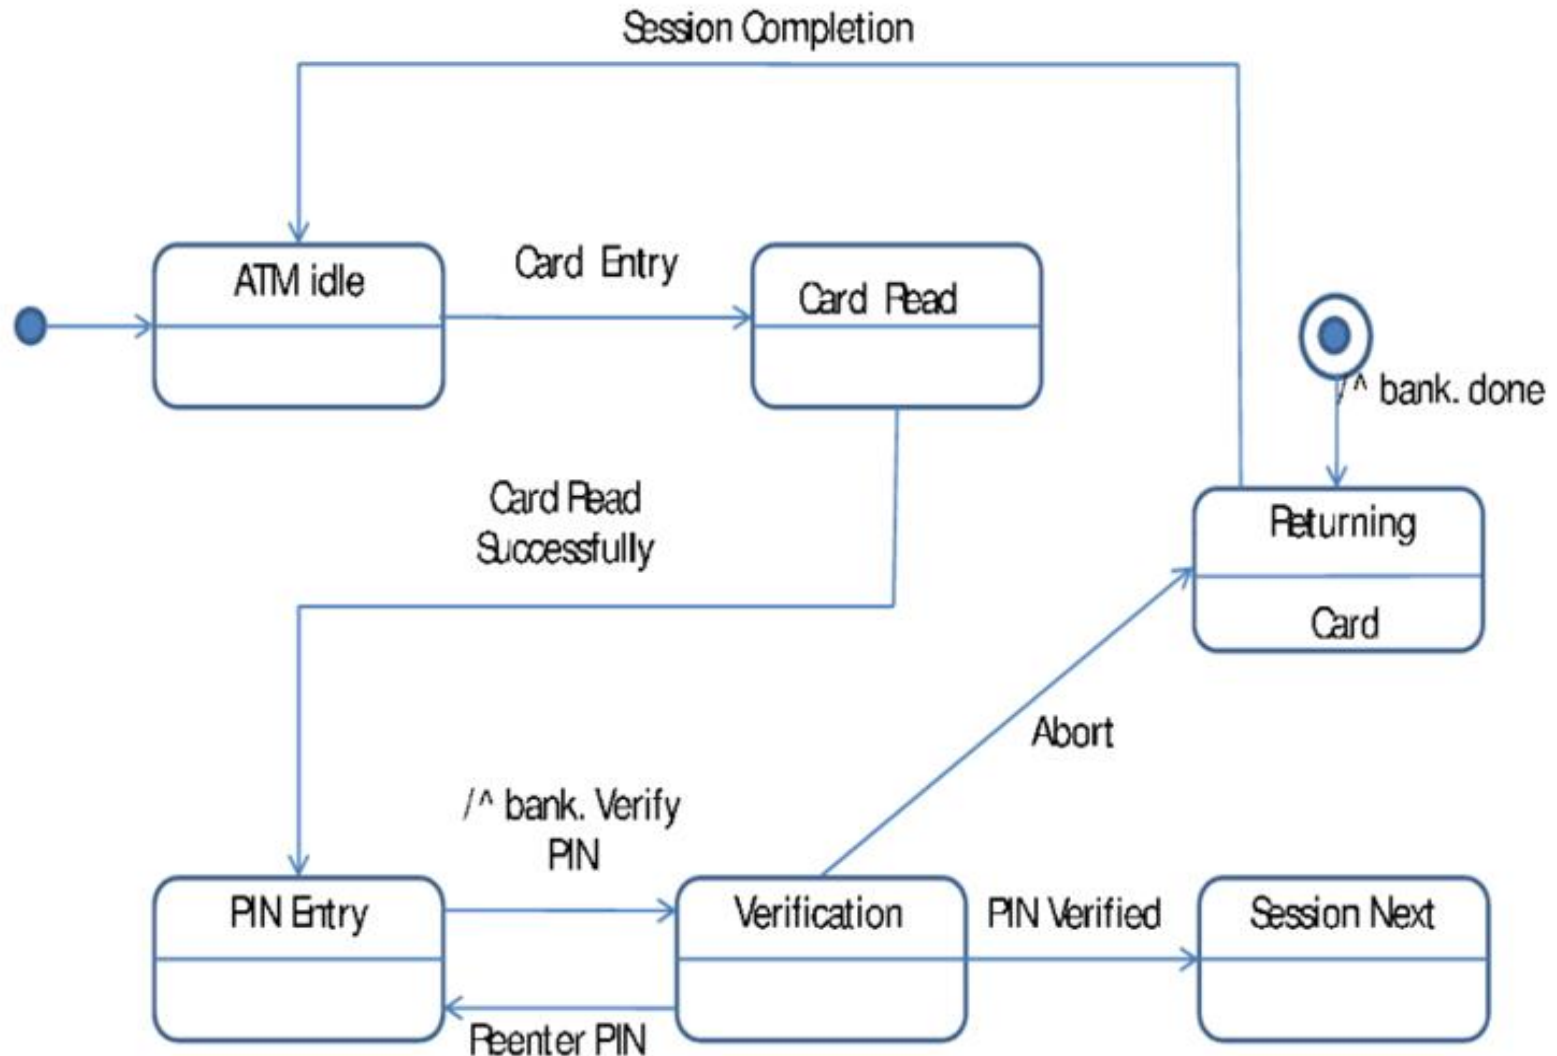 Session Completion
ATM idle
Card Entry
Card Read
/^ bank. done
Card Read
Successfully
Returning
Card
Abort
/^ bank. Verify
PIN
PIN Entry
Verification
PIN Verified
Session Next
Reenter PIN